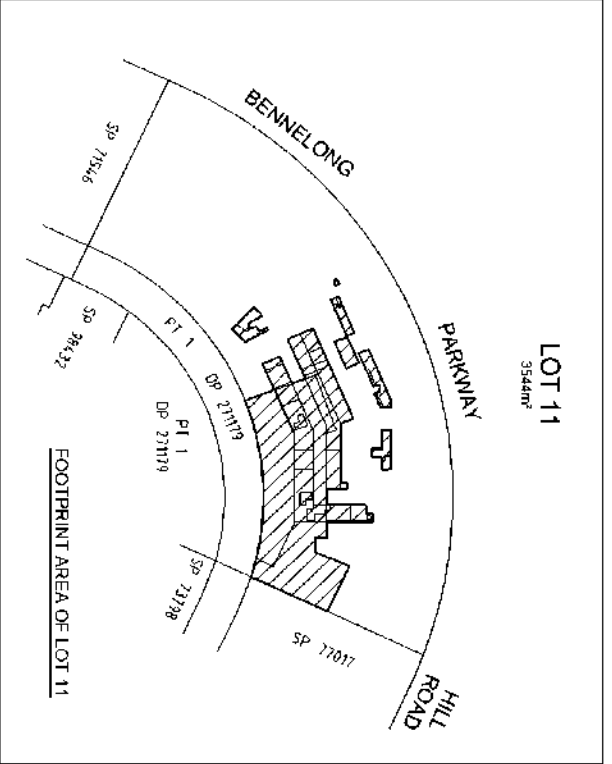 LOT 11
3544m²
BENNELONG
PARKWAY
HILL
ROAD
SP 71546
SP 98432
PT 1
DP 271179
PT 1
DP 271179
SP 73798
SP 77017
FOOTPRINT AREA OF LOT 11